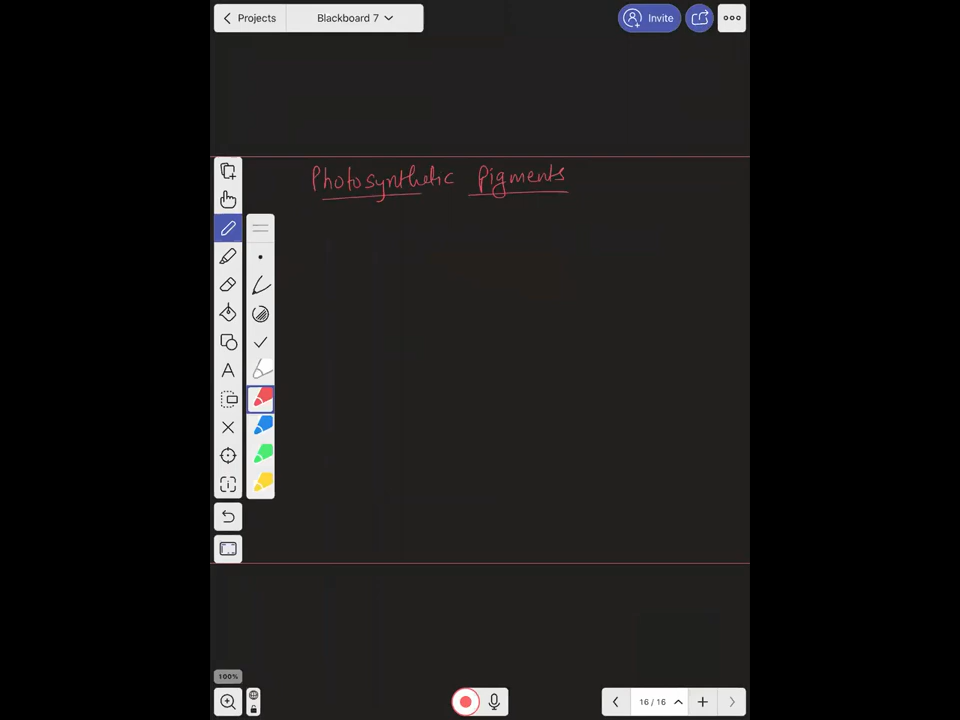 Projects
Blackboard 7
Invite
Photosynthetic Pigments
A
100%
16 / 16